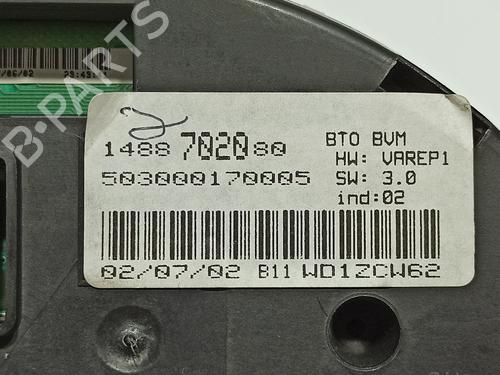 B-PARTS
1488 7020 80
503000170005
BTO BVM
HW: VAREP1
SW: 3.0
ind:02
02/07/02 B11 WD1ZCW62